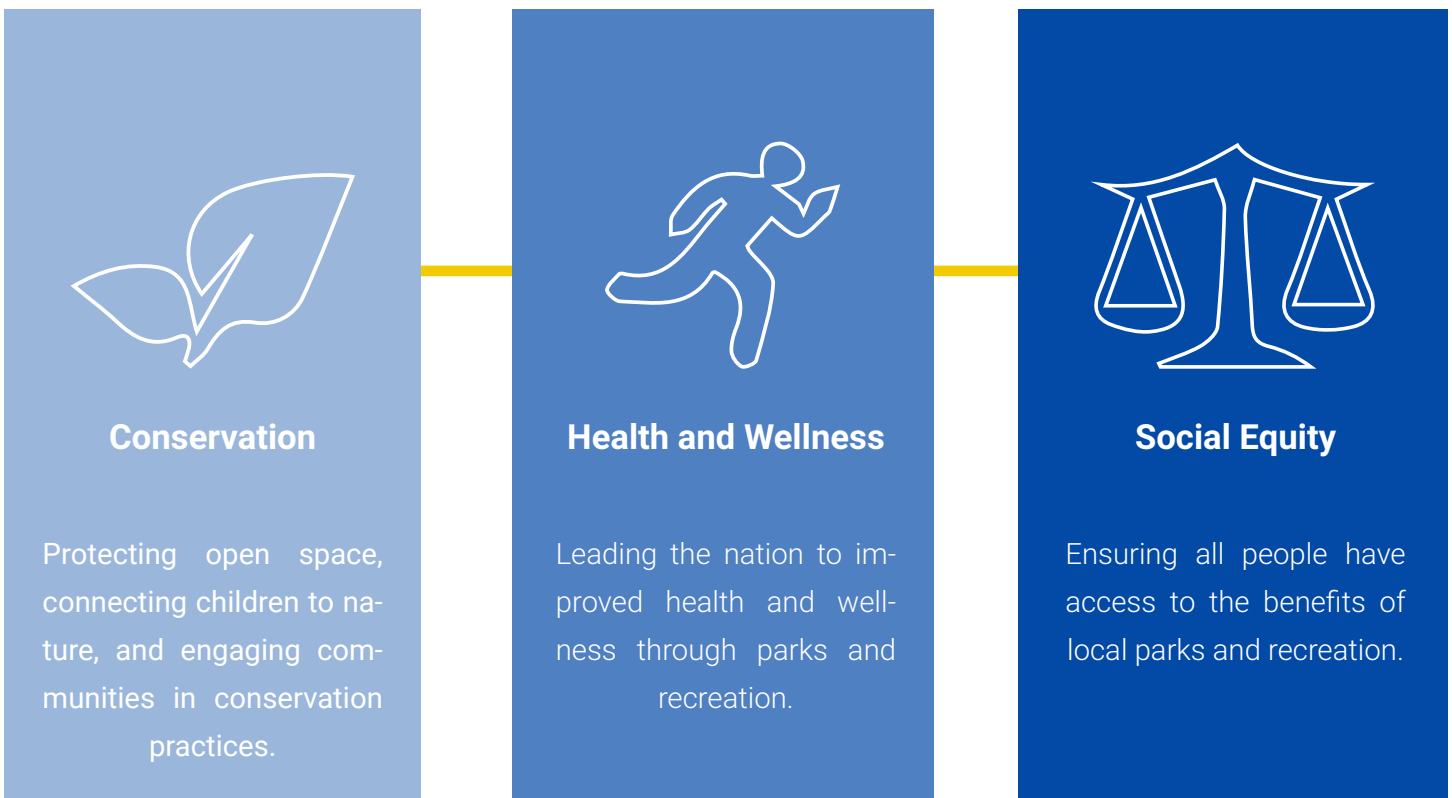 Conservation
Protecting open space,
connecting children to na-
ture, and engaging com-
munities in conservation
practices.
Health and Wellness
Leading the nation to im-
proved health and well-
ness through parks and
recreation.
Social Equity
Ensuring all people have
access to the benefits of
local parks and recreation.